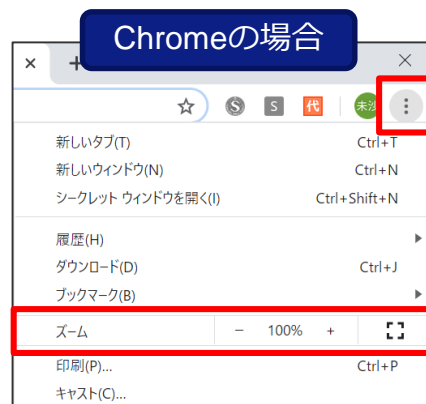 Chromeの場合
代 未沙
新しいタブ(T) Ctrl+T
新しいウィンドウ(N) Ctrl+N
シークレット ウィンドウを開く(I) Ctrl+Shift+N
履歴(H)
ダウンロード(D) Ctrl+J
ブックマーク(B)
ズーム − 100% +
印刷(P)... Ctrl+P
キャスト(C)...